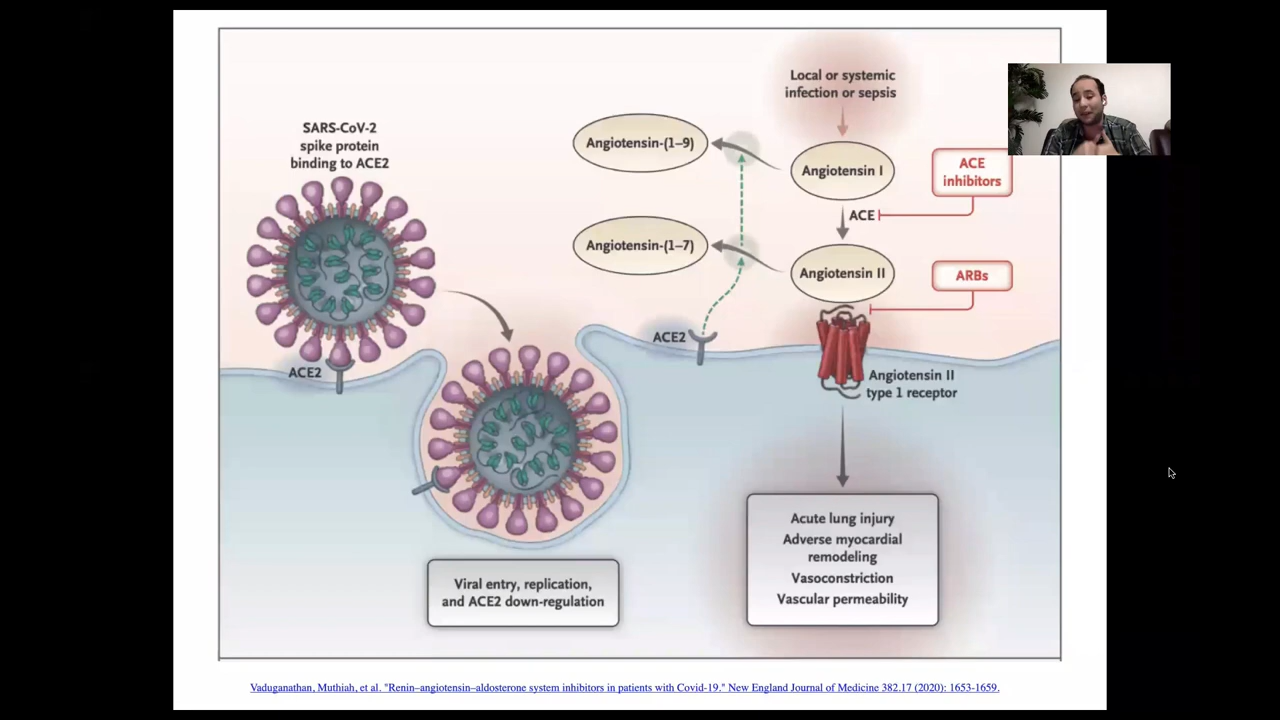 SARS-CoV-2
spike protein
binding to ACE2
ACE2
Viral entry, replication,
and ACE2 down-regulation
Local or systemic
infection or sepsis
Angiotensin-(1–9)
Angiotensin I
ACE
inhibitors
ACE
Angiotensin-(1–7)
Angiotensin II
ARBs
ACE2
Angiotensin II
type 1 receptor
Acute lung injury
Adverse myocardial
remodeling
Vasoconstriction
Vascular permeability
Vaduganathan, Muthiah, et al. "Renin–angiotensin–aldosterone system inhibitors in patients with Covid-19." New England Journal of Medicine 382.17 (2020): 1653-1659.